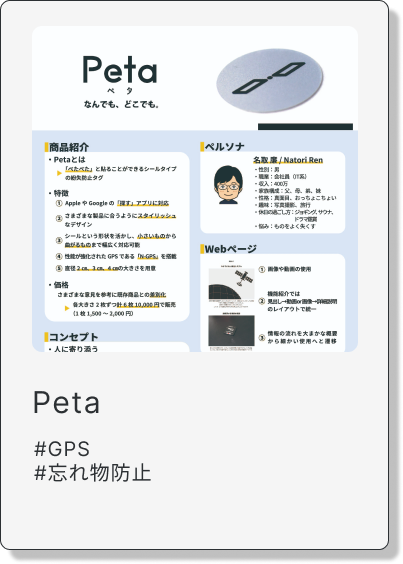 Peta
ペタ
なんでも、どこでも。
商品紹介
・Petaとは
“ぺたぺた” と貼ることができるシールタイプ
の紛失防止タグ
・特徴
① Apple や Google の「探す」アプリに対応
② さまざまな製品に合うようにスタイリッシュ
なデザイン
③ シールという形状を活かし、小さいものから
曲がるものまで幅広く対応可能
④ 性能が強化された GPS である「N-GPS」を搭載
⑤ 直径 2 cm、3 cm、4 cmの大きさを用意
・価格
さまざまな意見を参考に既存商品との差別化
各大きさ 2 枚ずつ計 6 枚 10,000 円で販売
（1 枚 1,500 〜 3,000 円）
コンセプト
・人に寄り添う
ペルソナ
名取 廉 / Natori Ren
・性別：男
・職業：会社員（IT系）
・収入：400万
・家族構成：父、母、弟、妹
・性格：真面目、おっちょこちょい
・趣味：写真撮影、旅行
・休日の過ごし方：ジョギング、サウナ、
ドラマ鑑賞
・悩み：ものをよく失くす
Webページ
① 画像や動画の使用
機能紹介では
② 見出し→動画or画像→詳細説明
のレイアウトで統一
③ 情報の流れを大まかな概要
から細かい使用へと遷移
Peta
#GPS
#忘れ物防止